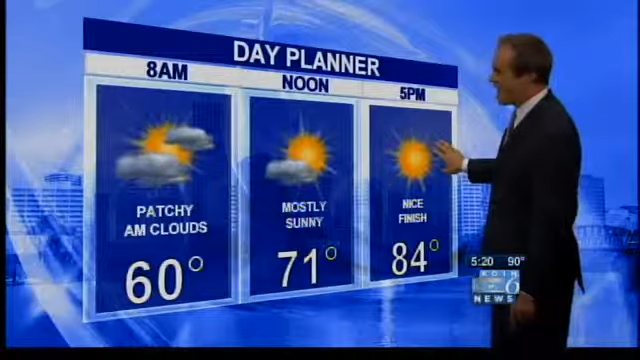 DAY PLANNER
8AM
NOON
5PM
PATCHY
AM CLOUDS
MOSTLY
SUNNY
NICE
FINISH
60°
71°
84°
5:20 90°
KOIN
6
NEWS